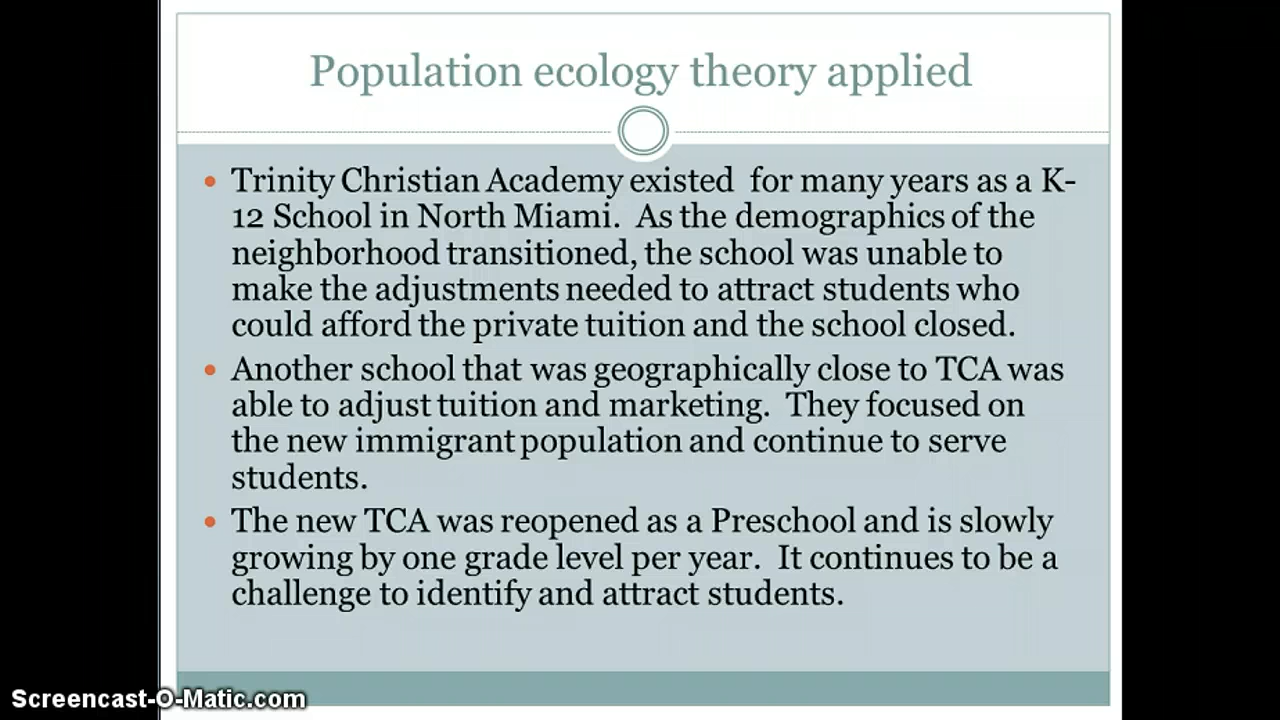 Population ecology theory applied
• Trinity Christian Academy existed  for many years as a K-
12 School in North Miami.  As the demographics of the
neighborhood transitioned, the school was unable to
make the adjustments needed to attract students who
could afford the private tuition and the school closed.
• Another school that was geographically close to TCA was
able to adjust tuition and marketing.  They focused on
the new immigrant population and continue to serve
students.
• The new TCA was reopened as a Preschool and is slowly
growing by one grade level per year.  It continues to be a
challenge to identify and attract students.
Screencast-O-Matic.com